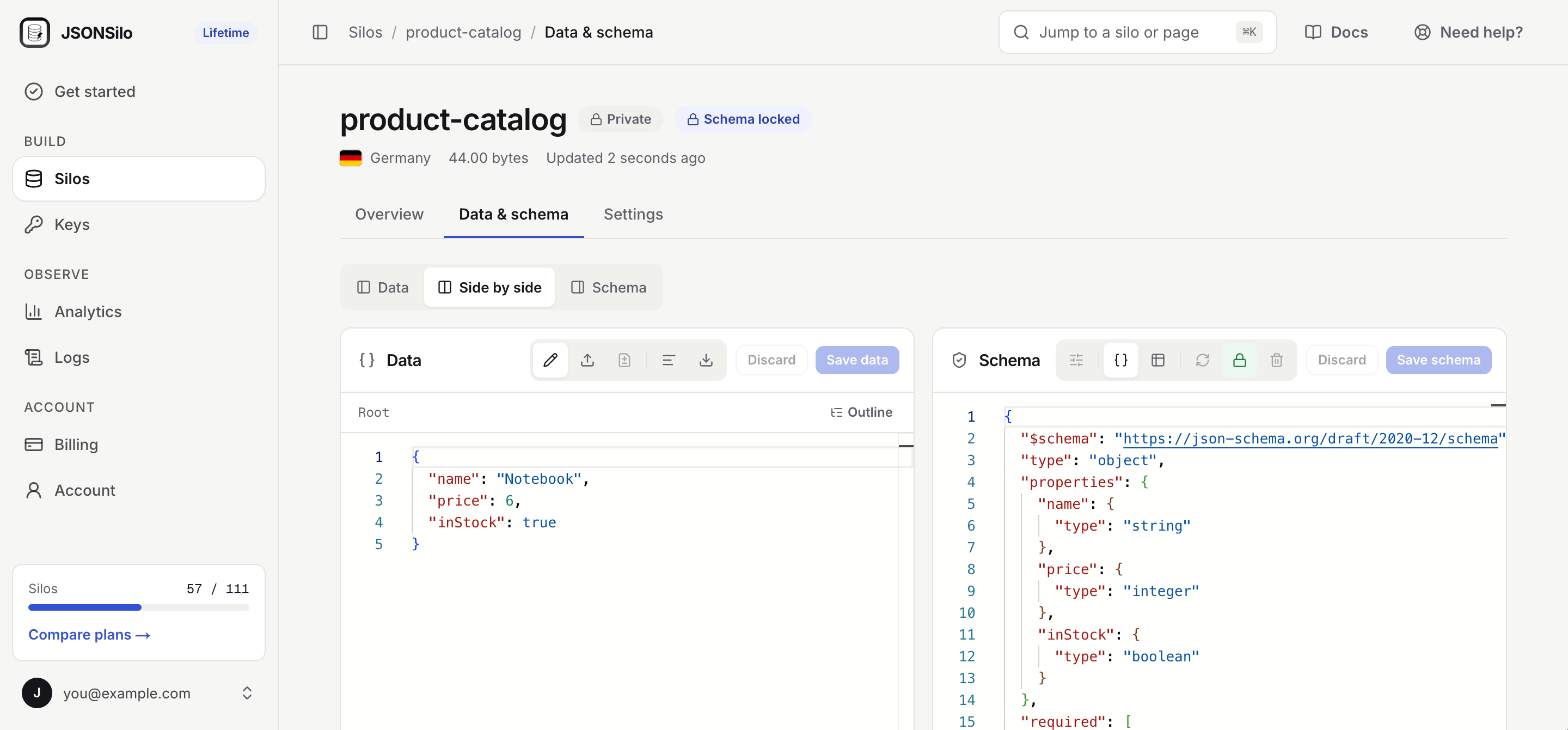 JSONSilo
Lifetime
Get started
BUILD
Silos
Keys
OBSERVE
Analytics
Logs
ACCOUNT
Billing
Account
Silos 57 / 111
Compare plans →
J you@example.com
Silos / product-catalog / Data & schema
Jump to a silo or page ⌘K
Docs
Need help?
product-catalog Private Schema locked
Germany 44.00 bytes Updated 2 seconds ago
Overview Data & schema Settings
Data Side by side Schema
{ } Data Discard Save data
Root Outline
1 {
2 "name": "Notebook",
3 "price": 6,
4 "inStock": true
5 }
Schema {} Discard Save schema
1 {
2 "$schema": "https://json-schema.org/draft/2020-12/schema"
3 "type": "object",
4 "properties": {
5 "name": {
6 "type": "string"
7 },
8 "price": {
9 "type": "integer"
10 },
11 "inStock": {
12 "type": "boolean"
13 }
14 },
15 "required": [